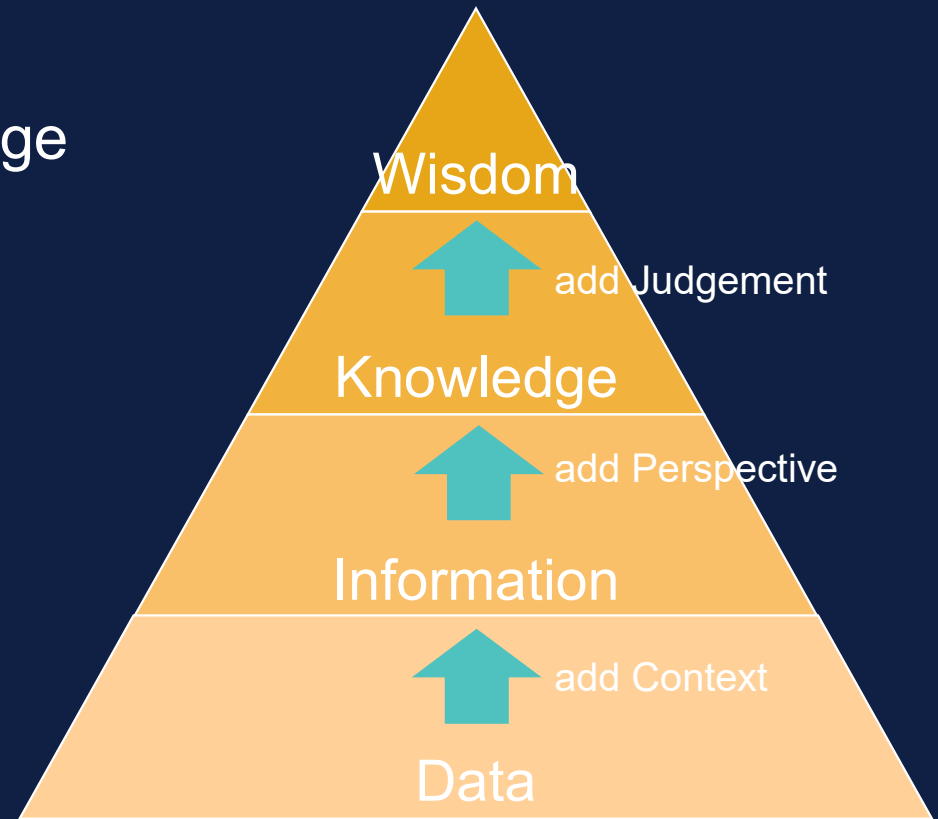 ge
Wisdom
add Judgement
Knowledge
add Perspective
Information
add Context
Data